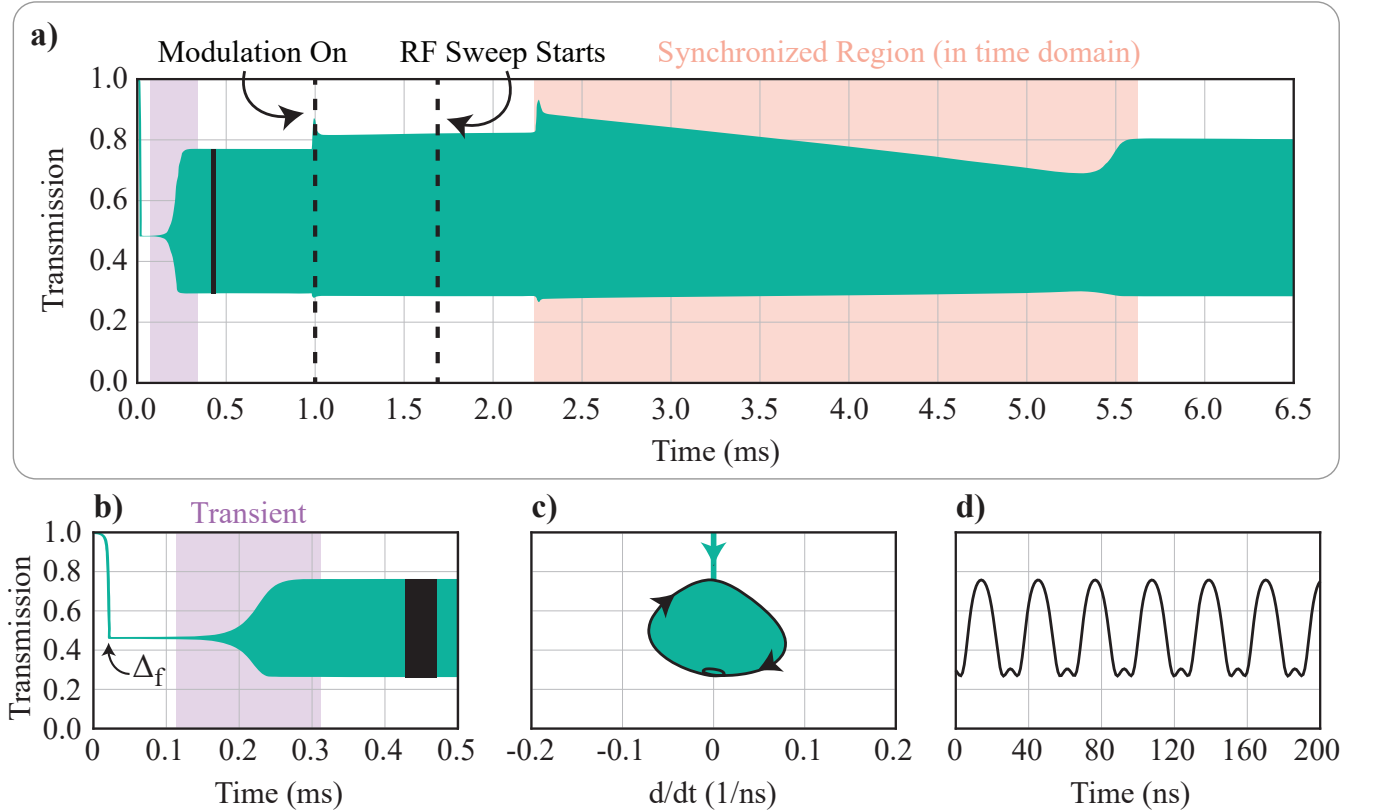 a)
Modulation On
RF Sweep Starts
Synchronized Region (in time domain)
Transmission
1.0
0.8
0.6
0.4
0.2
0.0
0.0 0.5 1.0 1.5 2.0 2.5 3.0 3.5 4.0 4.5 5.0 5.5 6.0 6.5
Time (ms)
b)
Transient
Transmission
1.0
0.8
0.6
0.4
0.2
0.0
Δf
0 0.1 0.2 0.3 0.4 0.5
Time (ms)
c)
-0.2 -0.1 0 0.1 0.2
d/dt (1/ns)
d)
0 40 80 120 160 200
Time (ns)